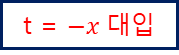 t = −𝑥 대입